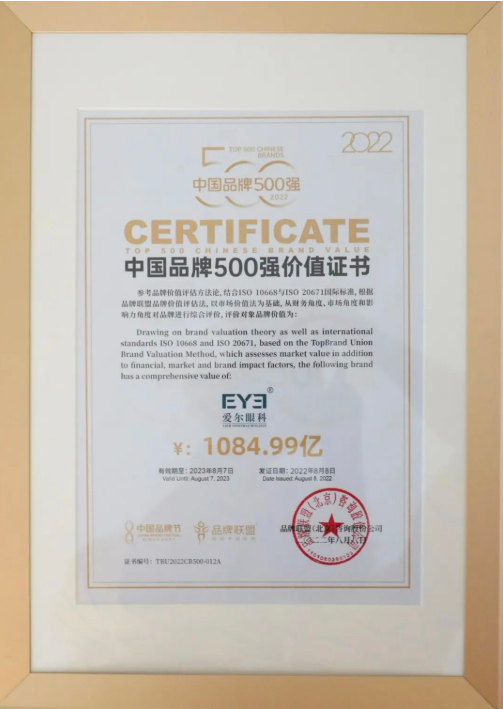 TOP 500 CHINESE
BRANDS
500
中国品牌500强
2022
2022
CERTIFICATE
TOP 500 CHINESE BRAND VALUE
中国品牌500强价值证书
参考品牌价值评估方法论,结合ISO 10668与ISO 20671国际标准,根据
品牌联盟品牌价值评估法,以市场价值法为基础,从财务角度、市场角度和影
响力角度对品牌进行综合评价,评价对象品牌价值为:
Drawing on brand valuation theory as well as international
standards ISO 10668 and ISO 20671, based on the TopBrand Union
Brand Valuation Method, which assesses market value in addition
to financial, market and brand impact factors, the following brand
has a comprehensive value of:
EYE®
爱尔眼科
¥: 1084.99亿
有效期至: 2023年8月7日 发证日期: 2022年8月8日
Valid Until: August 7, 2023 Date Issued: August 8, 2022
中国品牌节 品牌联盟
品牌联盟(北京)咨询股份公司
二〇二二年八月八日
证书编号: TBU2022CB500-012A